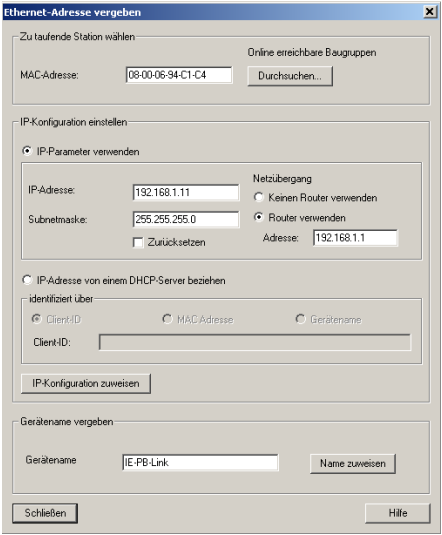 Ethernet-Adresse vergeben
Zu taufende Station wählen
Online erreichbare Baugruppen
MAC-Adresse: 08-00-06-94-C1-C4 Durchsuchen...
IP-Konfiguration einstellen
IP-Parameter verwenden
Netzübergang
IP-Adresse: 192.168.1.11 Keinen Router verwenden
Subnetmaske: 255.255.255.0 Router verwenden
Zurücksetzen Adresse: 192.168.1.1
IP-Adresse von einem DHCP-Server beziehen
identifiziert über
Client-ID MAC Adresse Gerätename
Client-ID:
IP-Konfiguration zuweisen
Gerätename vergeben
Gerätename IE-PB-Link Name zuweisen
Schließen Hilfe